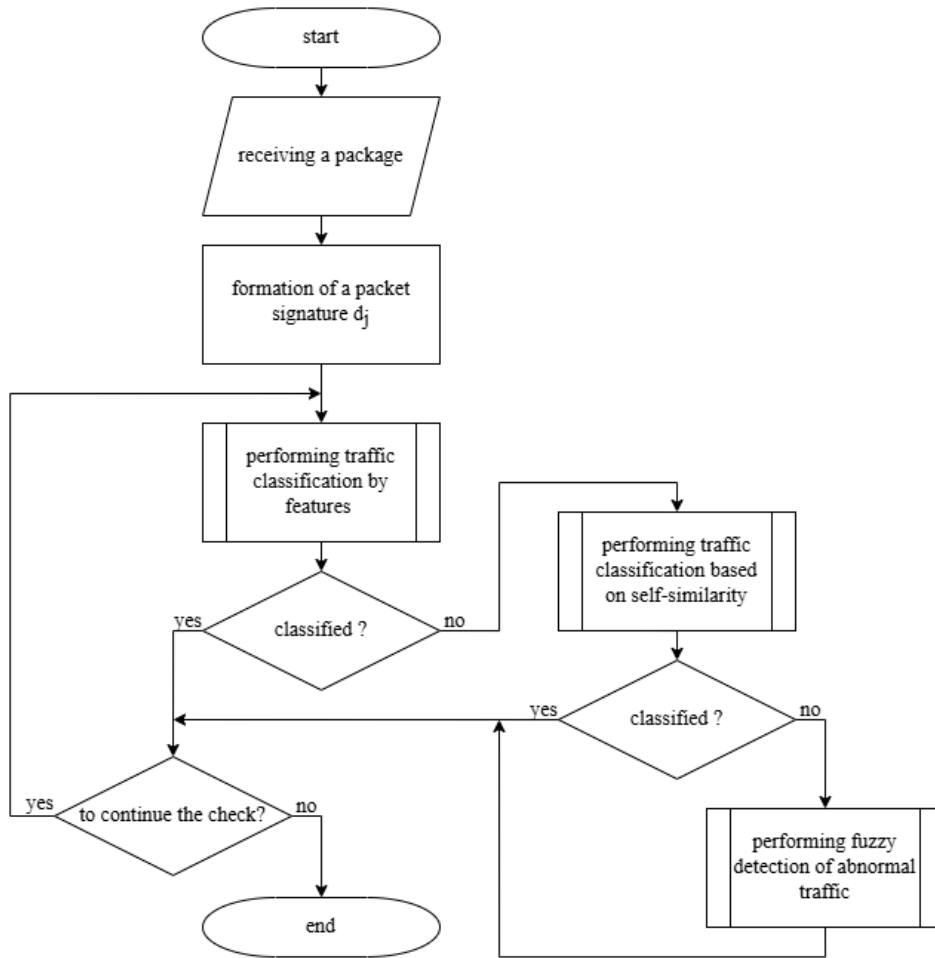 start
receiving a package
formation of a packet
signature dj
performing traffic
classification by
features
performing traffic
classification based
on self-similarity
yes
classified ?
no
yes
classified ?
no
yes
to continue the check?
no
performing fuzzy
detection of abnormal
traffic
end